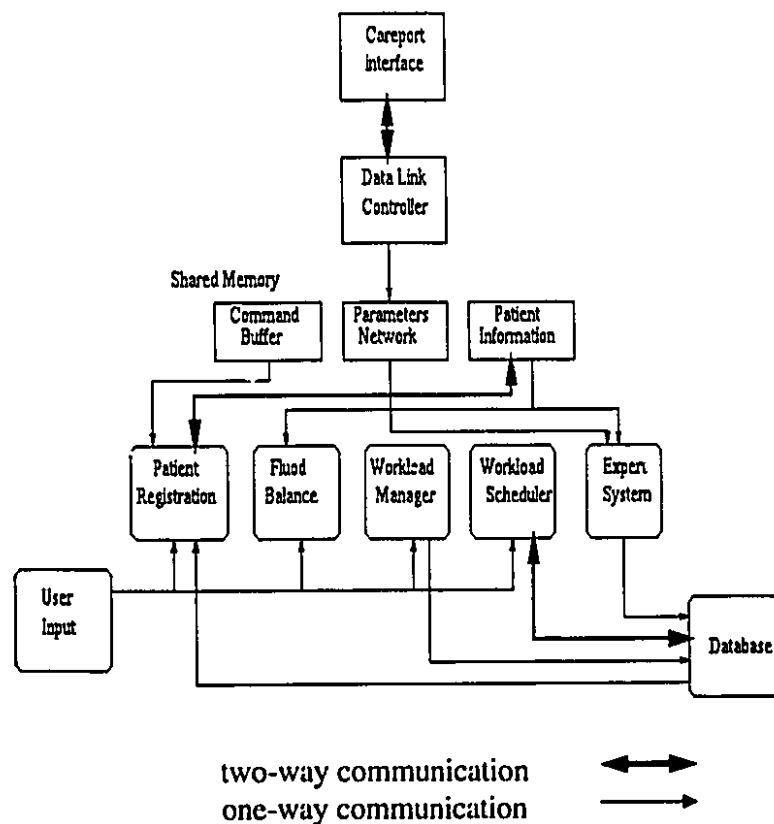 Careport
interface
Data Link
Controller
Shared Memory
Command
Buffer
Parameters
Network
Patient
Information
Patient
Registration
Fluod
Balance
Workload
Manager
Workload
Scheduler
Expert
System
User
Input
Database
two-way communication
one-way communication